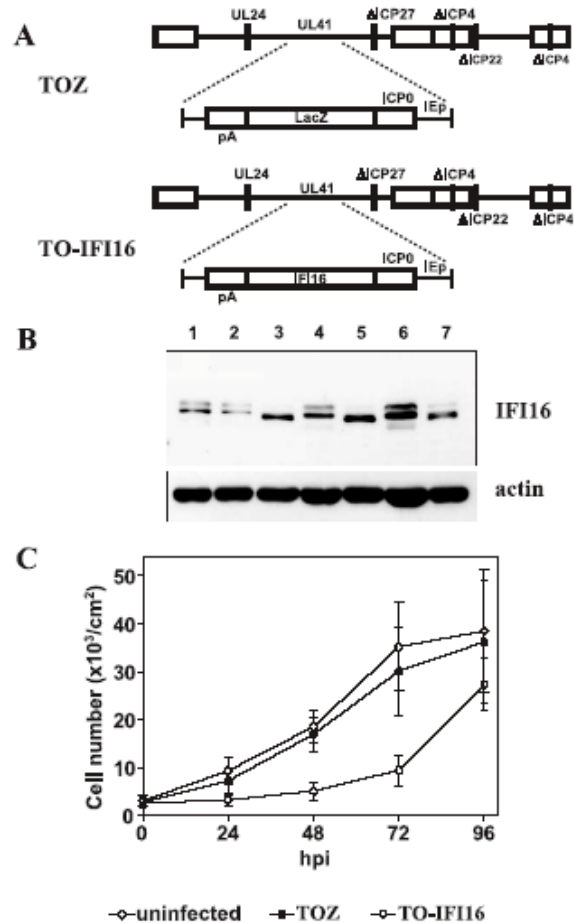 A
UL24
UL41
ΔICP27
ΔICP4
ΔICP22
ΔICP4
TOZ
ICP0
IEp
LacZ
pA
UL24
UL41
ΔICP27
ΔICP4
ΔICP22
ΔICP4
TO-IFI16
ICP0
IEp
IFI16
pA
B
1 2 3 4 5 6 7
IFI16
actin
C
Cell number (x10³/cm²)
50
40
30
20
10
0
0 24 48 72 96
hpi
uninfected TOZ TO-IFI16